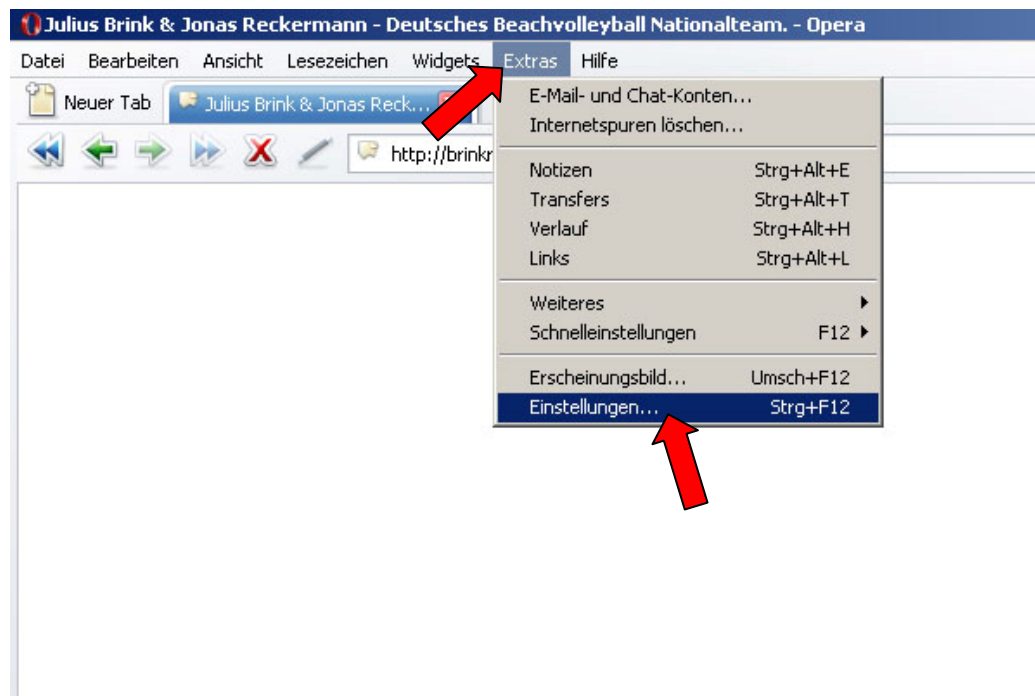 Julius Brink & Jonas Reckermann - Deutsches Beachvolleyball Nationalteam. - Opera
Datei Bearbeiten Ansicht Lesezeichen Widgets Extras Hilfe
Neuer Tab Julius Brink & Jonas Reck...
http://brinkr
E-Mail- und Chat-Konten...
Internetspuren löschen...
Notizen Strg+Alt+E
Transfers Strg+Alt+T
Verlauf Strg+Alt+H
Links Strg+Alt+L
Weiteres
Schnelleinstellungen F12
Erscheinungsbild... Umsch+F12
Einstellungen... Strg+F12